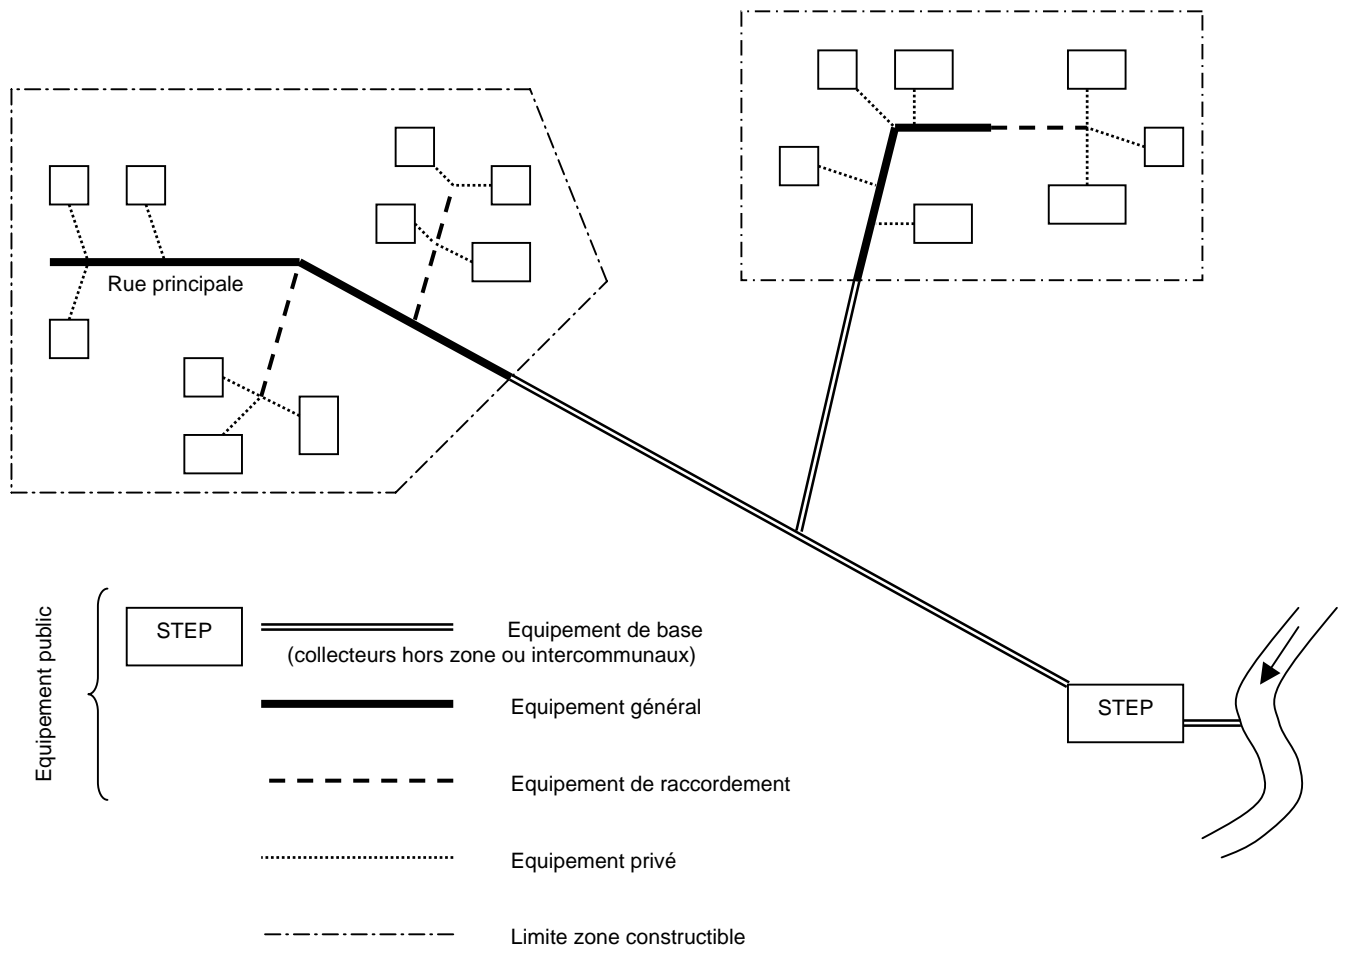 Rue principale
Equipement public
STEP
Equipement de base
(collecteurs hors zone ou intercommunaux)
Equipement général
STEP
Equipement de raccordement
Equipement privé
Limite zone constructible